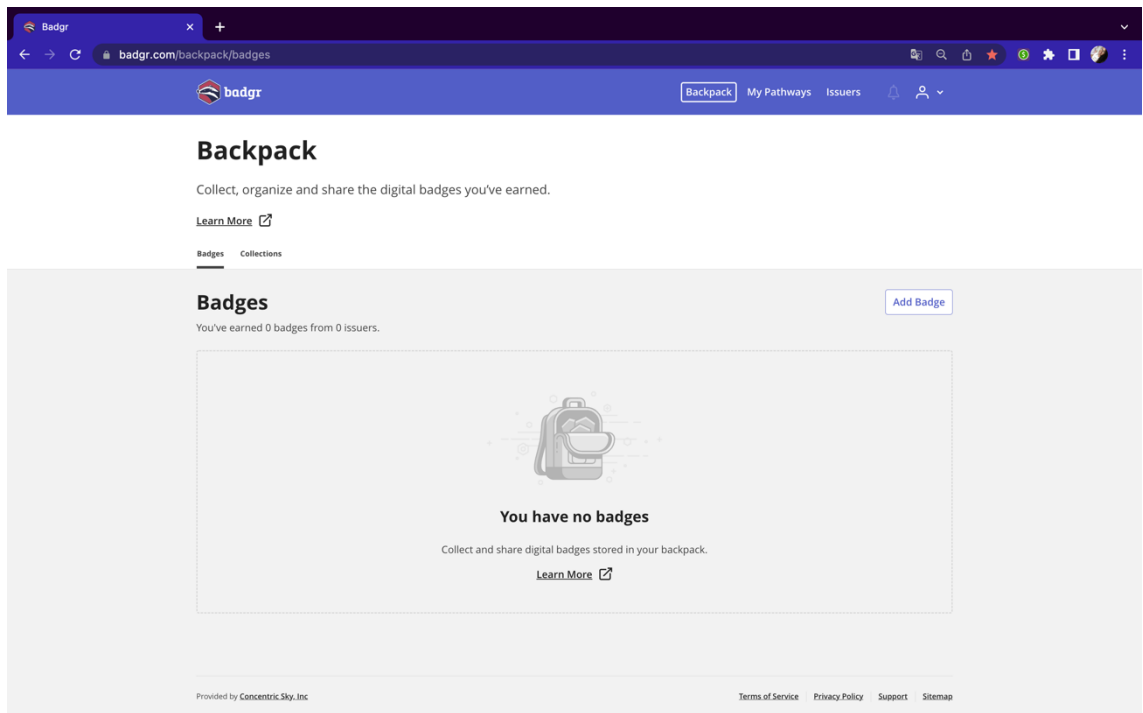 Badgr
badgr.com/backpack/badges
badgr
Backpack My Pathways Issuers
Backpack
Collect, organize and share the digital badges you've earned.
Learn More
Badges Collections
Badges
Add Badge
You've earned 0 badges from 0 issuers.
You have no badges
Collect and share digital badges stored in your backpack.
Learn More
Provided by Concentric Sky, Inc
Terms of Service Privacy Policy Support Sitemap